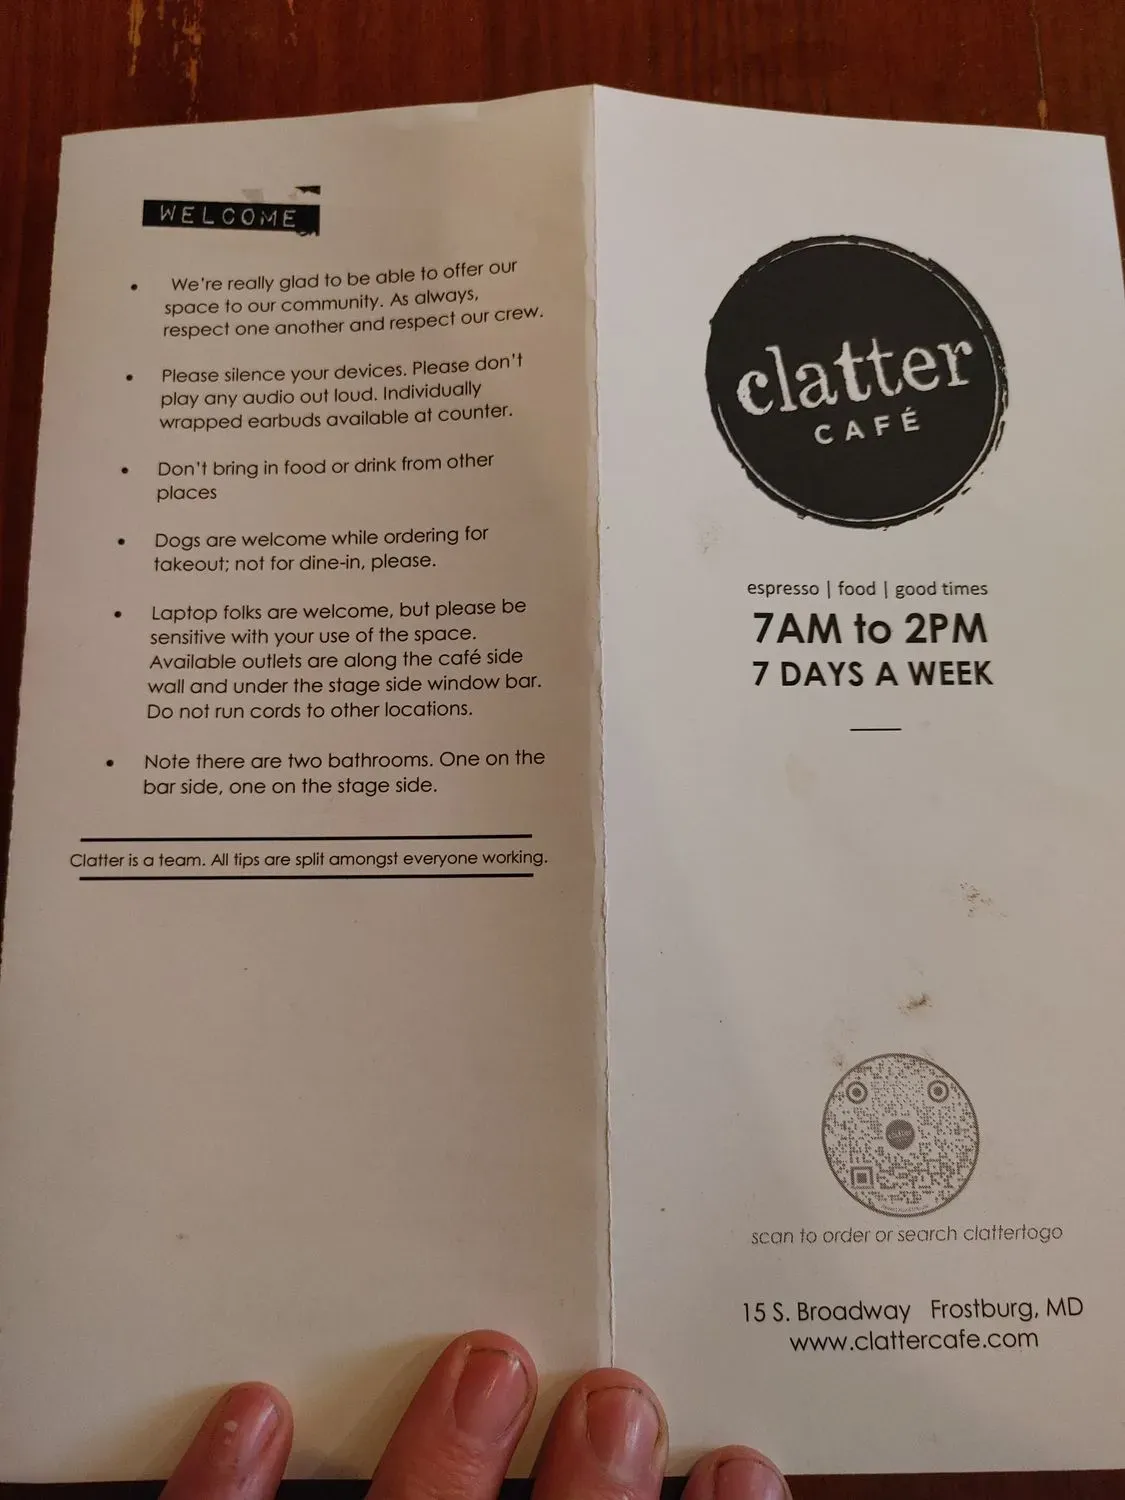 WELCOME
• We're really glad to be able to offer our
space to our community. As always,
respect one another and respect our crew.
• Please silence your devices. Please don't
play any audio out loud. Individually
wrapped earbuds available at counter.
• Don't bring in food or drink from other
places
• Dogs are welcome while ordering for
takeout; not for dine-in, please.
• Laptop folks are welcome, but please be
sensitive with your use of the space.
Available outlets are along the café side
wall and under the stage side window bar.
Do not run cords to other locations.
• Note there are two bathrooms. One on the
bar side, one on the stage side.
Clatter is a team. All tips are split amongst everyone working.
clatter
CAFÉ
espresso | food | good times
7AM to 2PM
7 DAYS A WEEK
scan to order or search clattertogo
15 S. Broadway Frostburg, MD
www.clattercafe.com